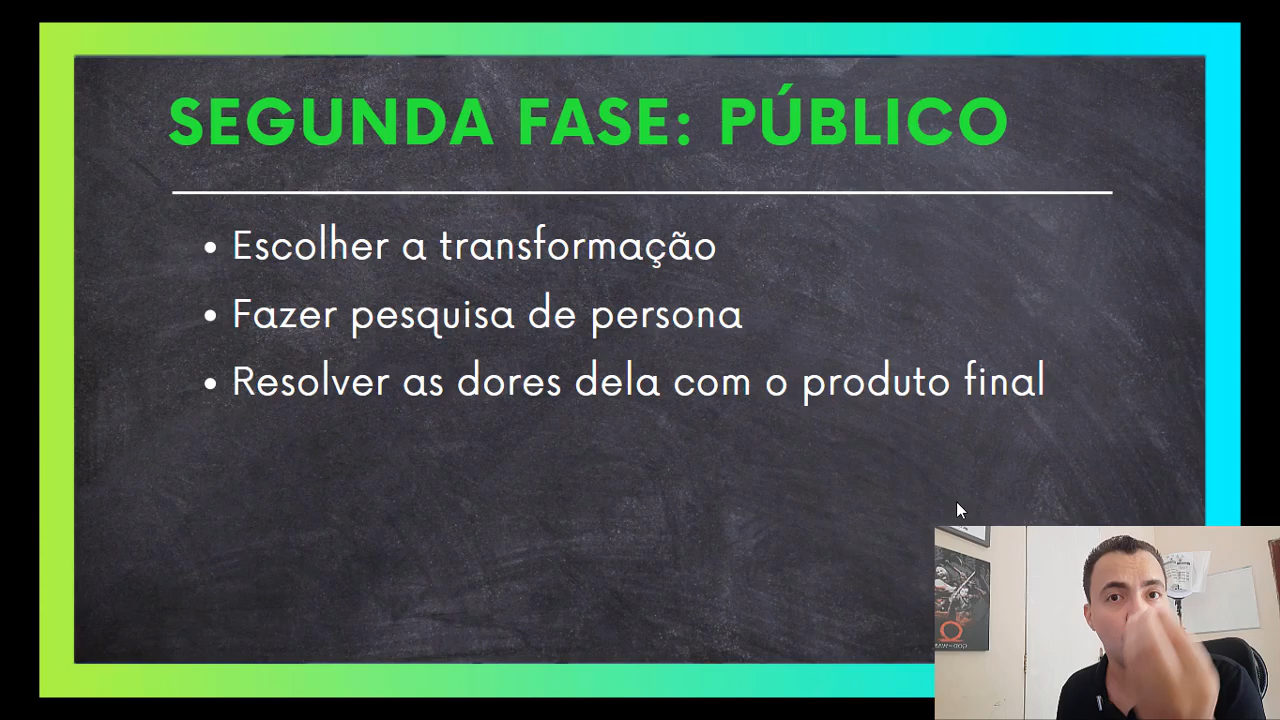 SEGUNDA FASE: PÚBLICO
• Escolher a transformação
• Fazer pesquisa de persona
• Resolver as dores dela com o produto final